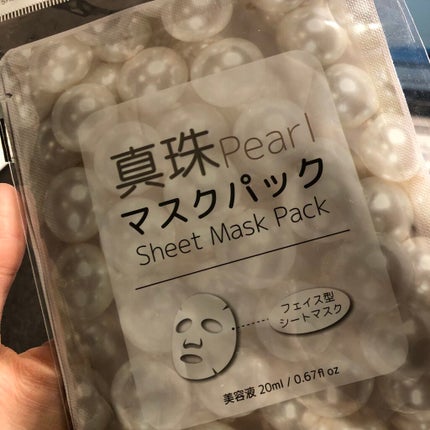 真珠Pearl
マスクパック
Sheet Mask Pack
フェイス型
シートマスク
美容液 20ml / 0.67fl oz